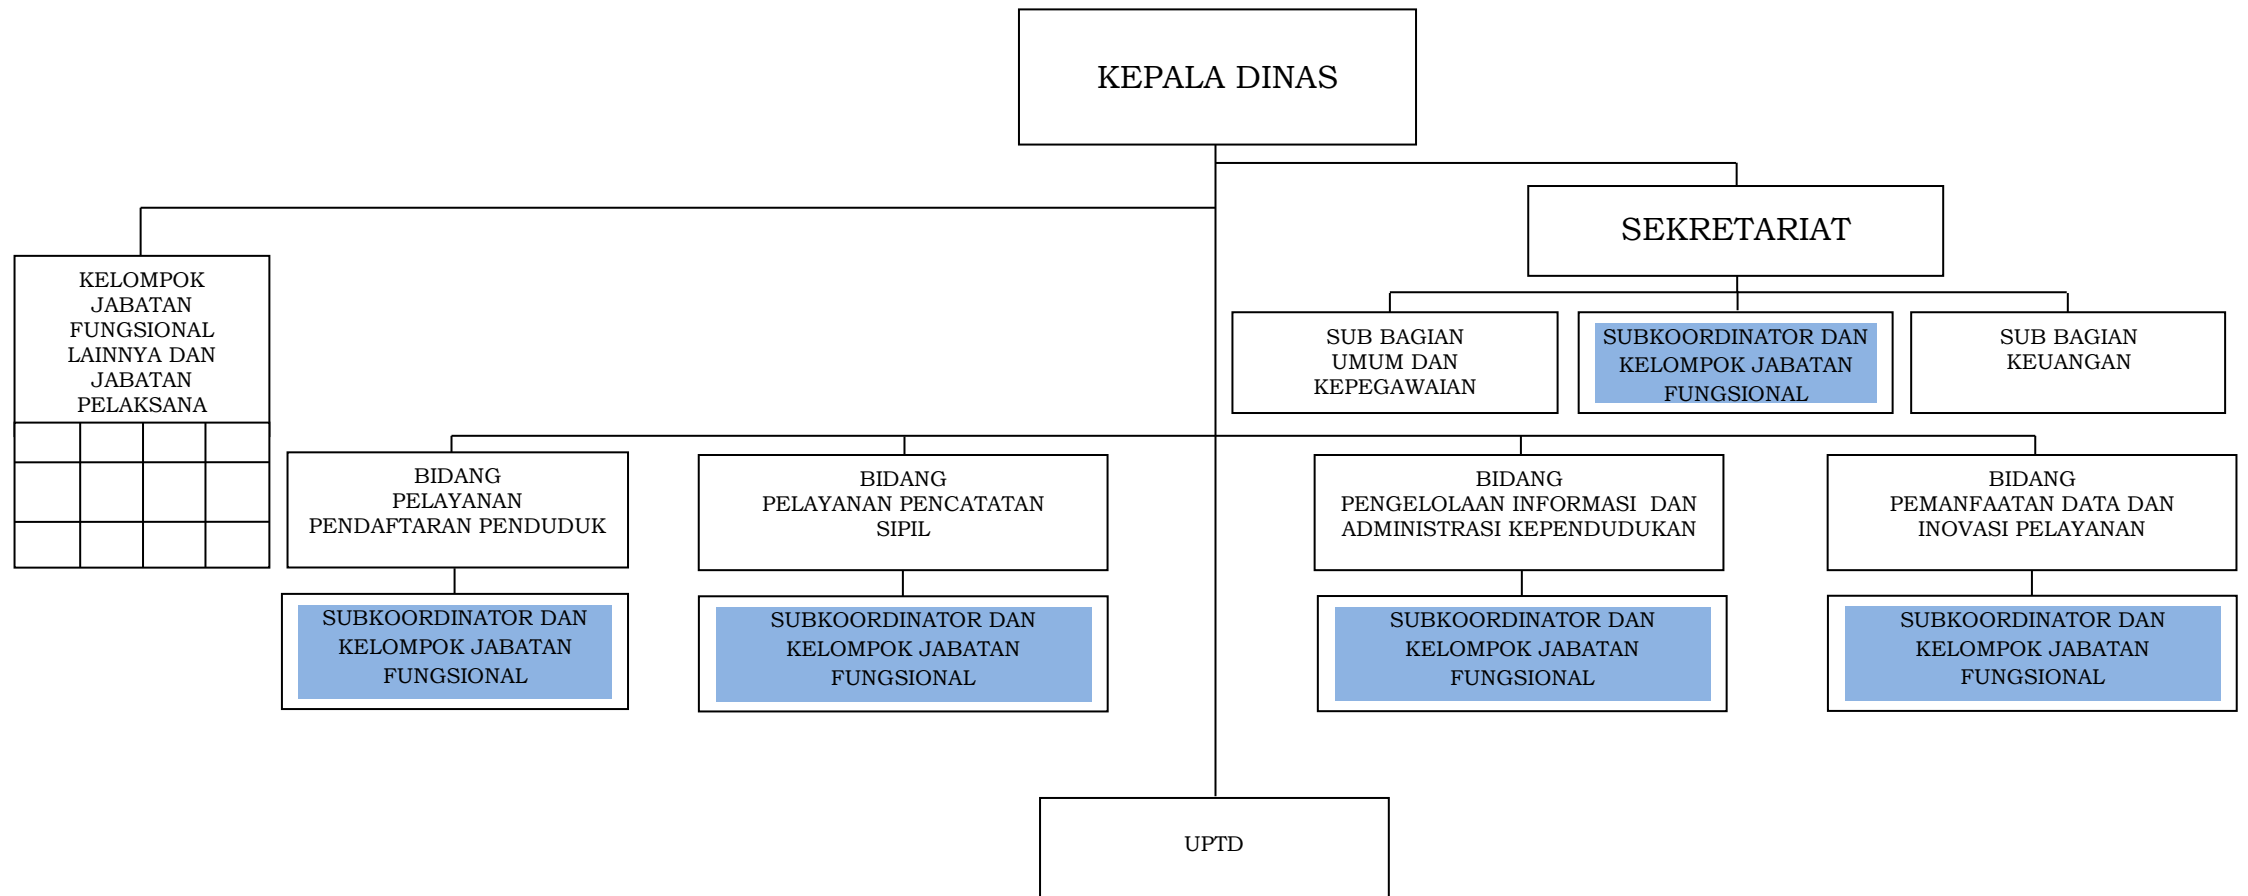 KEPALA DINAS
SEKRETARIAT
KELOMPOK
JABATAN
FUNGSIONAL
LAINNYA DAN
JABATAN
PELAKSANA
SUB BAGIAN
UMUM DAN
KEPEGAWAIAN
SUBKOORDINATOR DAN
KELOMPOK JABATAN
FUNGSIONAL
SUB BAGIAN
KEUANGAN
BIDANG
PELAYANAN
PENDAFTARAN PENDUDUK
BIDANG
PELAYANAN PENCATATAN
SIPIL
BIDANG
PENGELOLAAN INFORMASI  DAN
ADMINISTRASI KEPENDUDUKAN
BIDANG
PEMANFAATAN DATA DAN
INOVASI PELAYANAN
SUBKOORDINATOR DAN
KELOMPOK JABATAN
FUNGSIONAL
SUBKOORDINATOR DAN
KELOMPOK JABATAN
FUNGSIONAL
SUBKOORDINATOR DAN
KELOMPOK JABATAN
FUNGSIONAL
SUBKOORDINATOR DAN
KELOMPOK JABATAN
FUNGSIONAL
UPTD